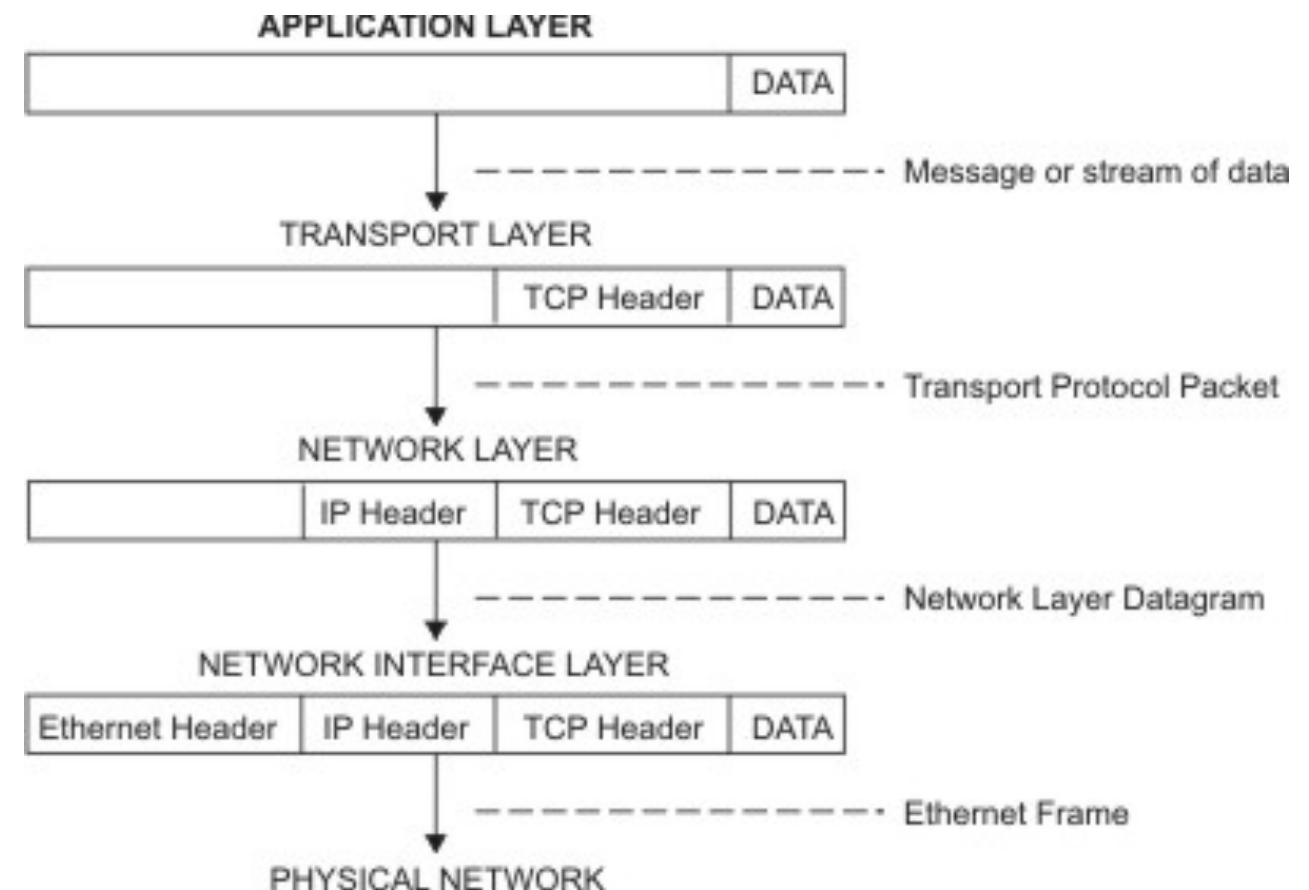 APPLICATION LAYER
DATA
Message or stream of data
TRANSPORT LAYER
TCP Header DATA
Transport Protocol Packet
NETWORK LAYER
IP Header TCP Header DATA
Network Layer Datagram
NETWORK INTERFACE LAYER
Ethernet Header IP Header TCP Header DATA
Ethernet Frame
PHYSICAL NETWORK